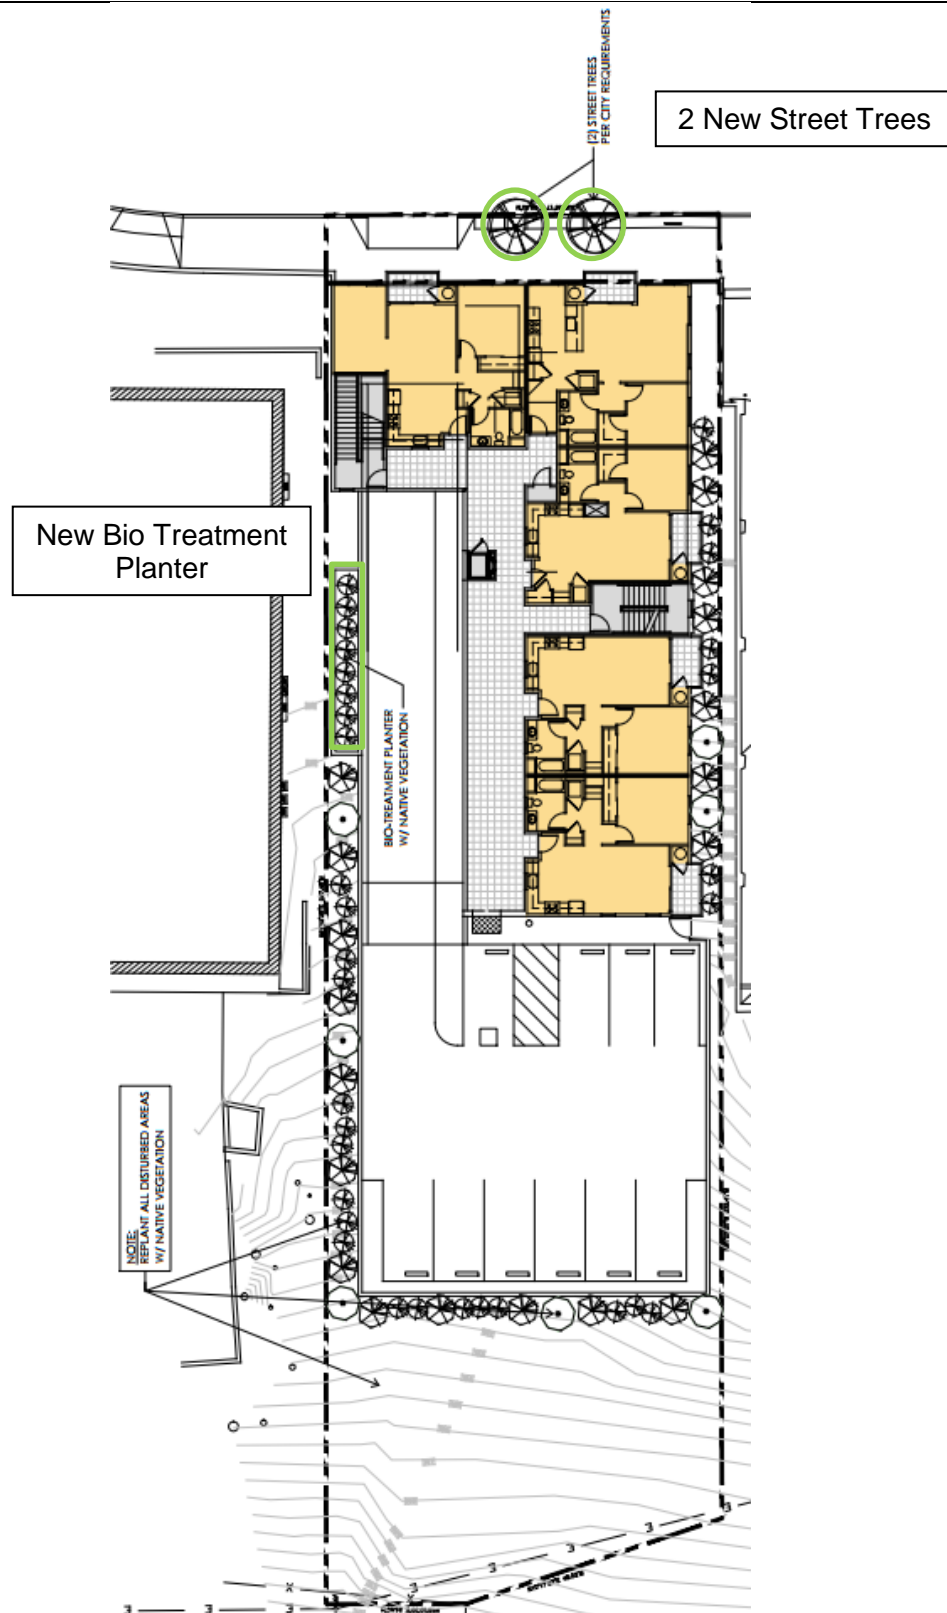 (2) STREET TREES
PER CITY REQUIREMENTS
2 New Street Trees
New Bio Treatment
Planter
BIO-TREATMENT PLANTER
W/ NATIVE VEGETATION
NOTE:
REPLANT ALL DISTURBED AREAS
W/ NATIVE VEGETATION